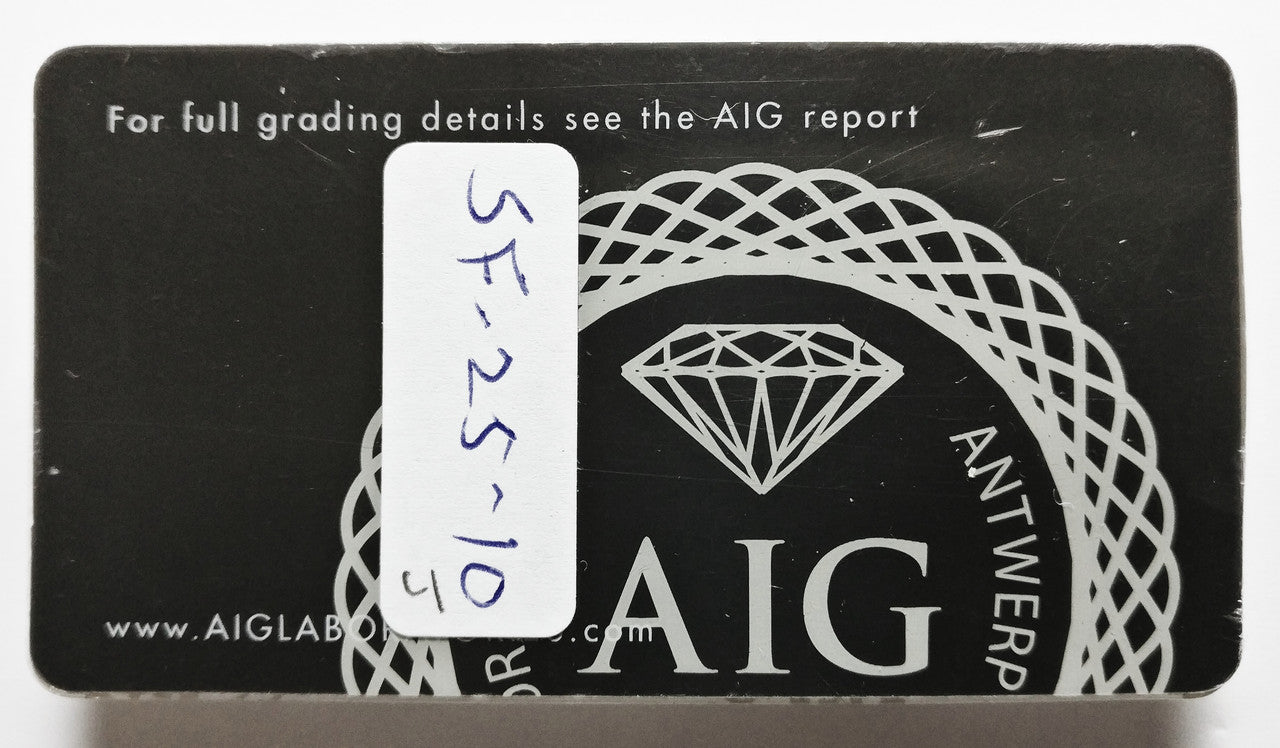 For full grading details see the AIG report
SF-25-10
4
ANTWERP
AIG